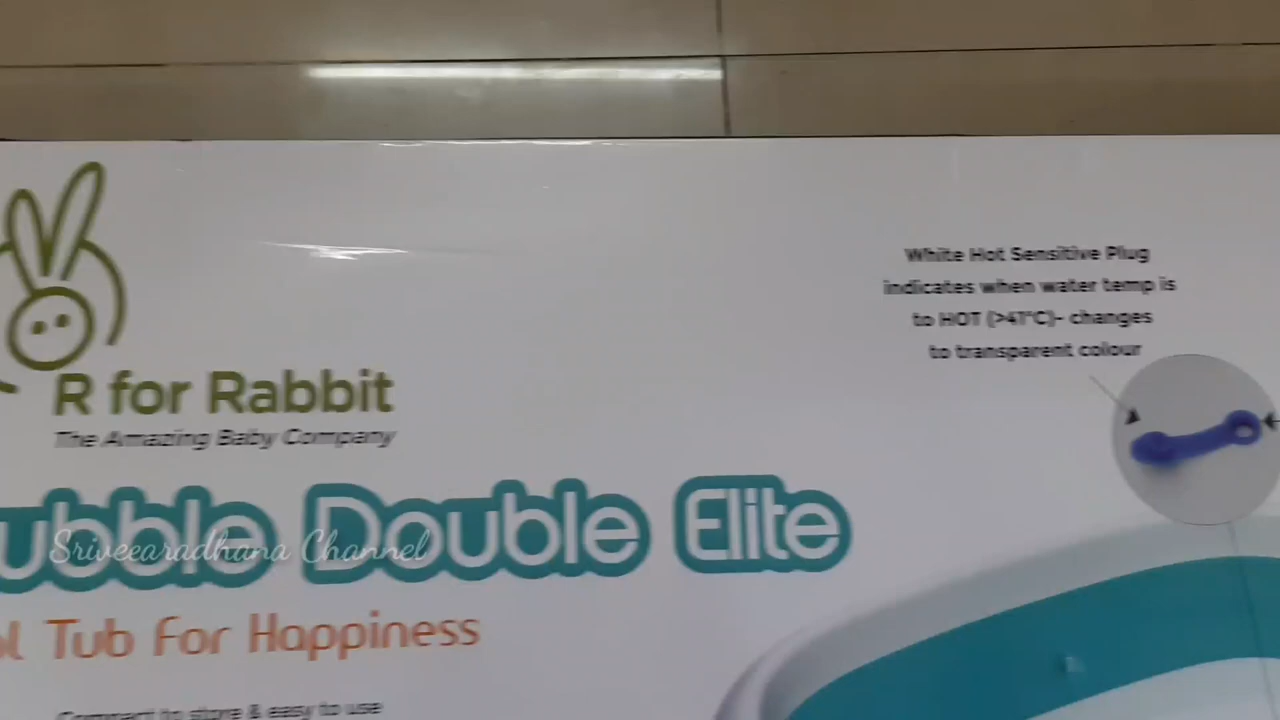 R for Rabbit
The Amazing Baby Company
White Hot Sensitive Plug
indicates when water temp is
to HOT (>41°C)- changes
to transparent colour
ubble Double Elite
Sriveearadhana Channel
ol Tub For Happiness
Compact to store & easy to use